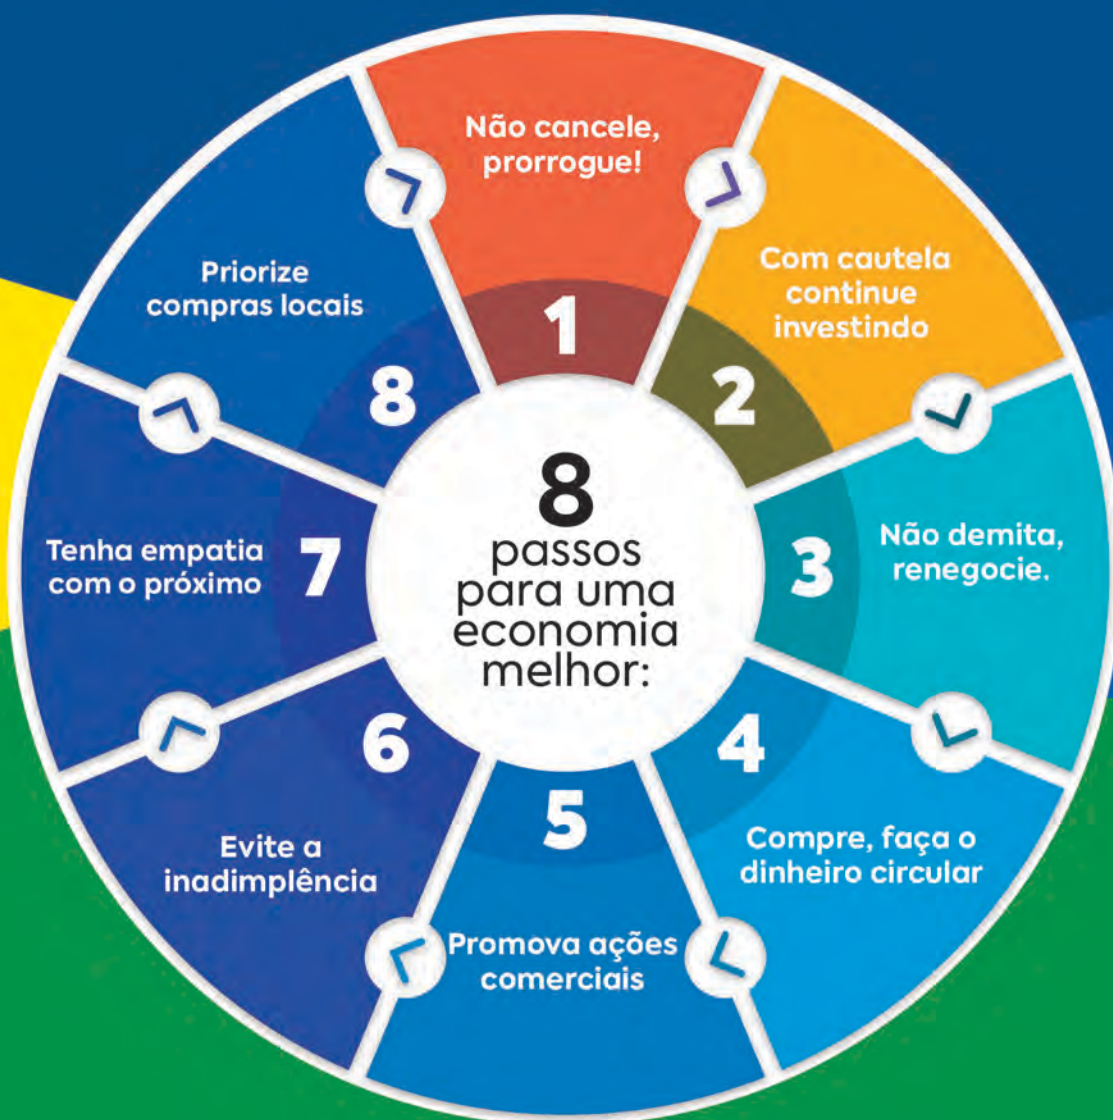 8
passos
para uma
economia
melhor:
1
Não cancele,
prorrogue!
2
Com cautela
continue
investindo
3
Não demita,
renegocie.
4
Compre, faça o
dinheiro circular
5
Promova ações
comerciais
6
Evite a
inadimplência
7
Tenha empatia
com o próximo
8
Priorize
compras locais